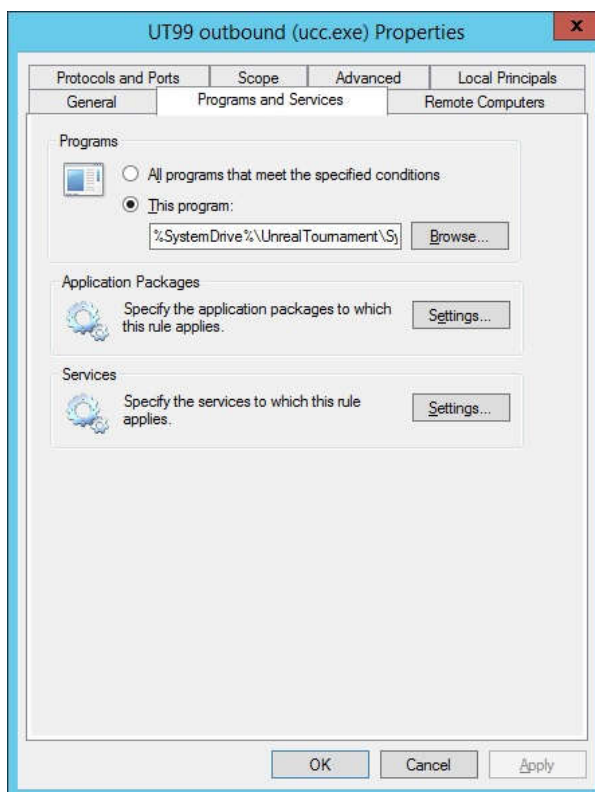 UT99 outbound (ucc.exe) Properties
x
Protocols and Ports Scope Advanced Local Principals
General Programs and Services Remote Computers
Programs
All programs that meet the specified conditions
This program:
%SystemDrive%\UnrealTournament\Sy Browse...
Application Packages
Specify the application packages to which
this rule applies.
Settings...
Services
Specify the services to which this rule
applies.
Settings...
OK Cancel Apply